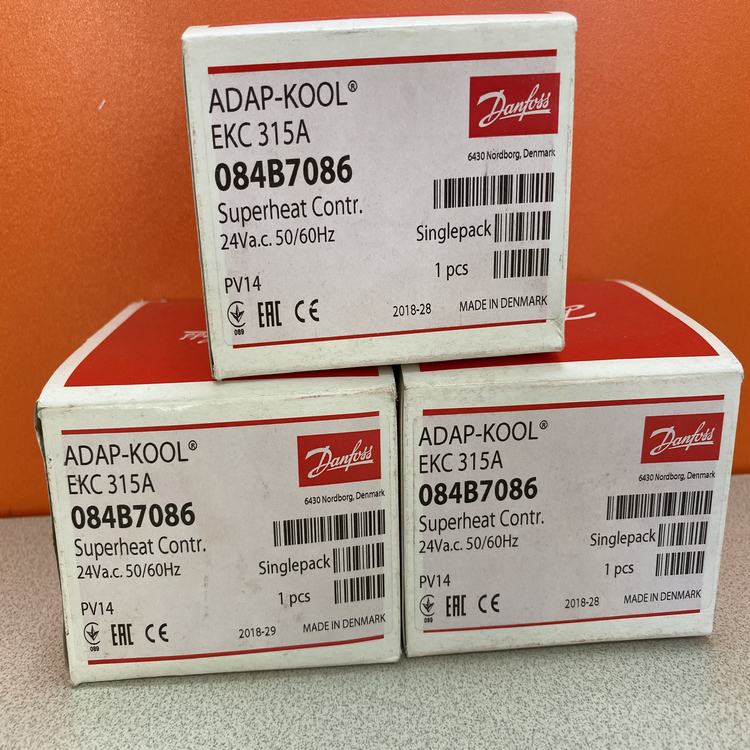 ADAP-KOOL®
EKC 315A
084B7086
Superheat Contr.
24Va.c. 50/60Hz
PV14
089
EAC CE
Danfoss
6430 Nordborg, Denmark
Singlepack
1 pcs
2018-28
MADE IN DENMARK
ADAP-KOOL®
EKC 315A
084B7086
Superheat Contr.
24Va.c. 50/60Hz
PV14
089
EAC CE
Danfoss
6430 Nordborg, Denmark
Singlepack
1 pcs
2018-29
MADE IN DENMARK
ADAP-KOOL®
EKC 315A
084B7086
Superheat Contr.
24Va.c. 50/60Hz
PV14
089
EAC CE
Danfoss
6430 Nordborg, Denmark
Singlepack
1 pcs
2018-28
MADE IN DENMARK